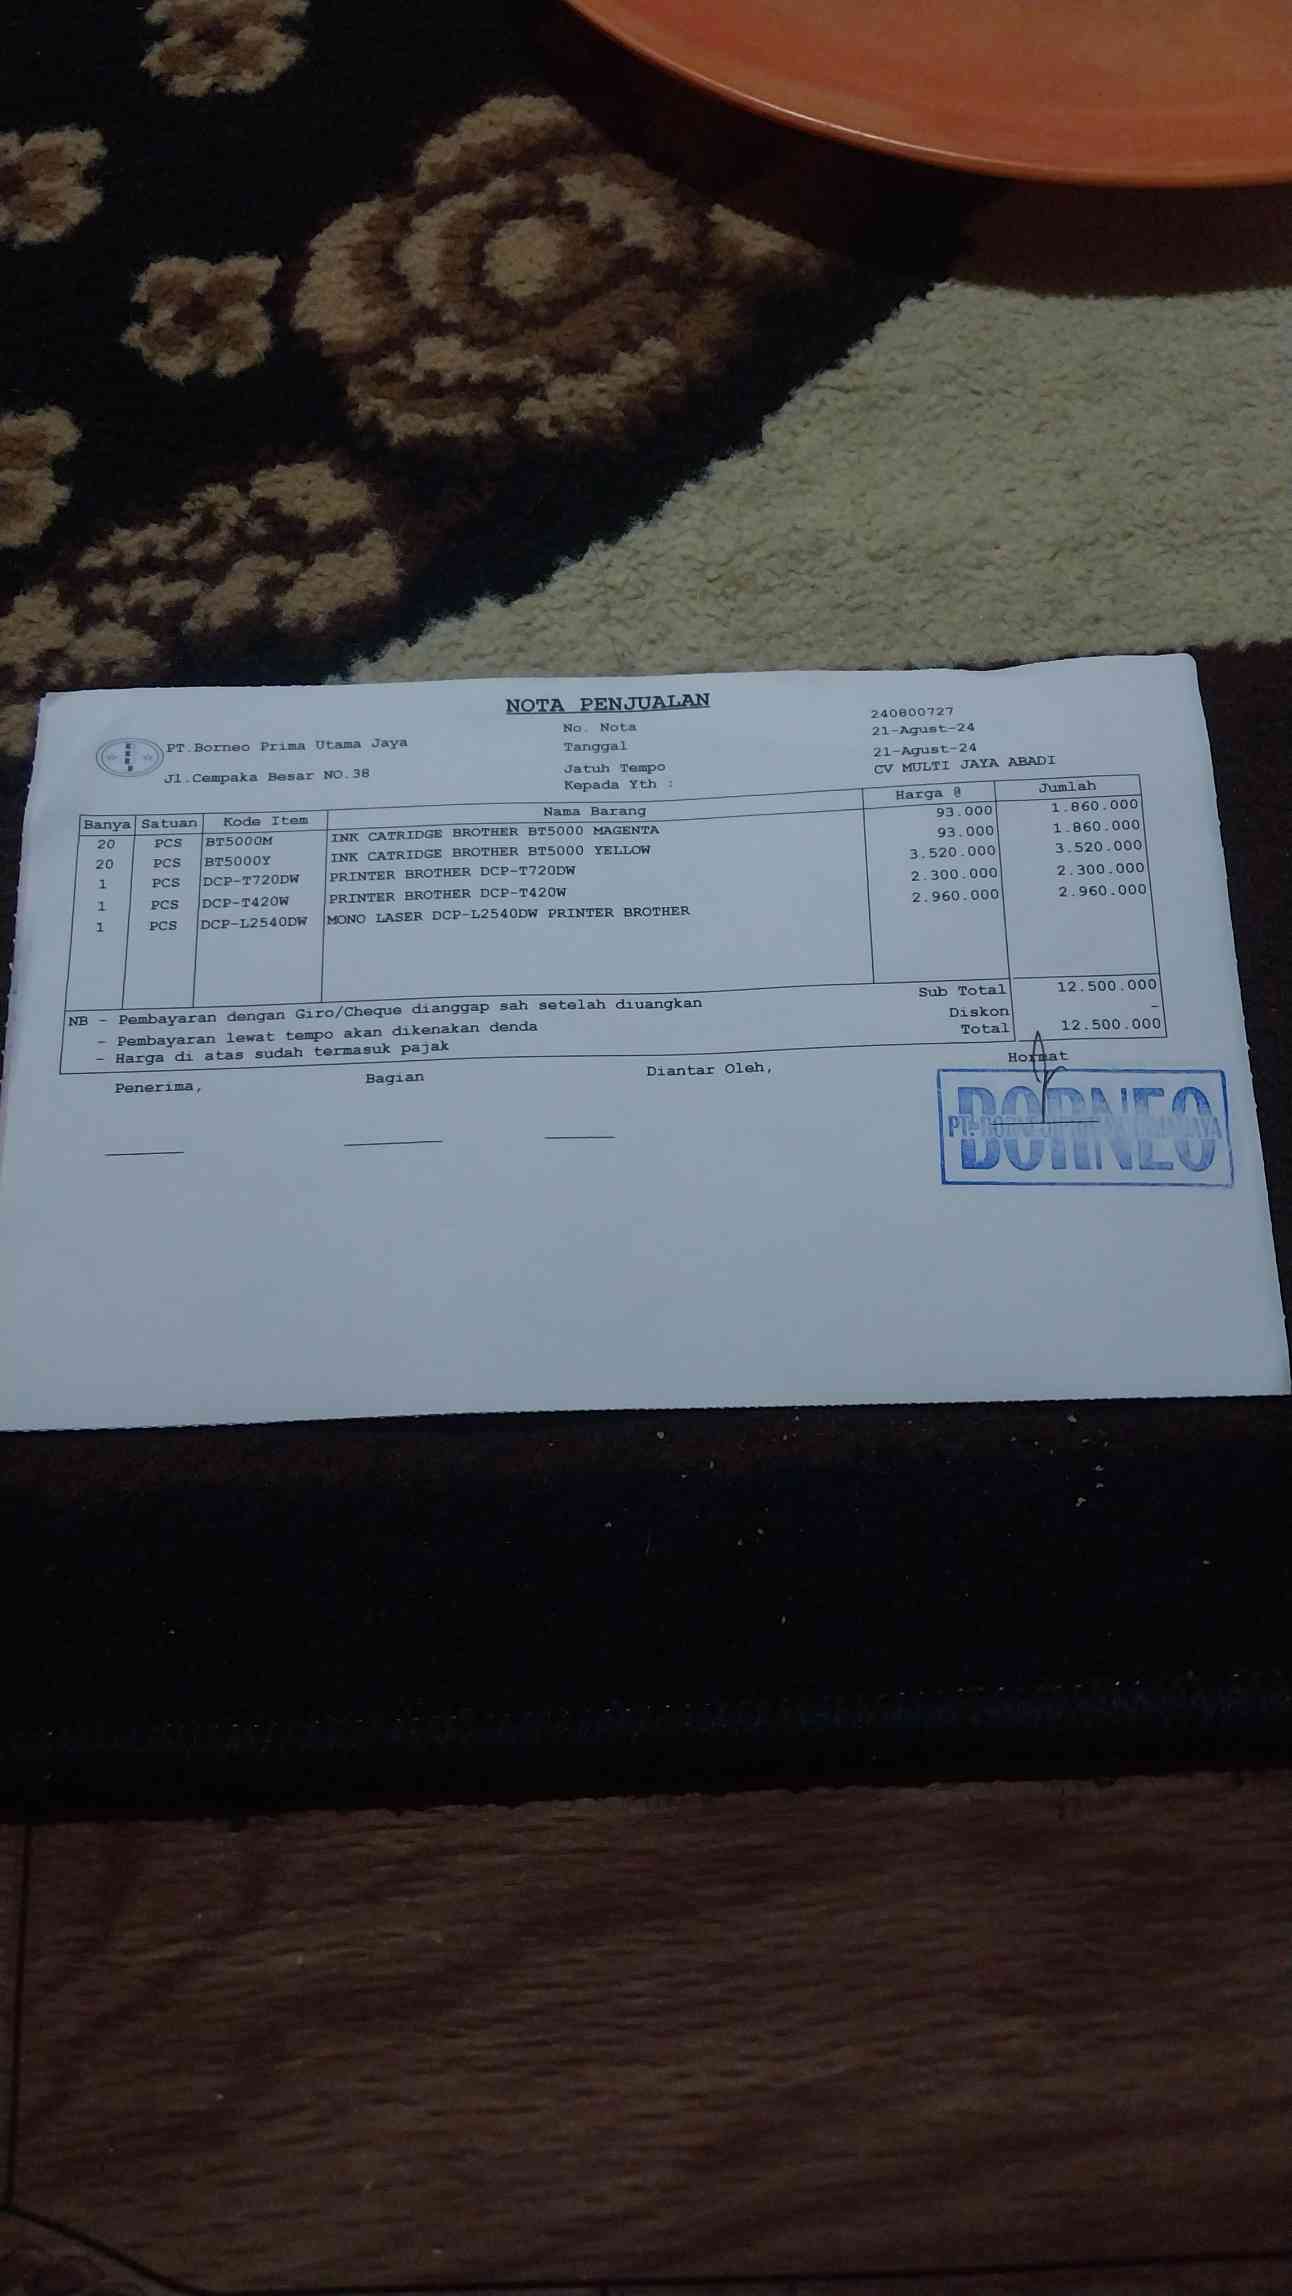 NOTA PENJUALAN
PT.Borneo Prima Utama Jaya
Jl.Cempaka Besar NO.38
No. Nota 240800727
Tanggal 21-Agust-24
Jatuh Tempo 21-Agust-24
Kepada Yth : CV MULTI JAYA ABADI
Banya Satuan Kode Item Nama Barang Harga @ Jumlah
20 PCS BT5000M INK CATRIDGE BROTHER BT5000 MAGENTA 93.000 1.860.000
20 PCS BT5000Y INK CATRIDGE BROTHER BT5000 YELLOW 93.000 1.860.000
1 PCS DCP-T720DW PRINTER BROTHER DCP-T720DW 3.520.000 3.520.000
1 PCS DCP-T420W PRINTER BROTHER DCP-T420W 2.300.000 2.300.000
1 PCS DCP-L2540DW MONO LASER DCP-L2540DW PRINTER BROTHER 2.960.000 2.960.000
Sub Total 12.500.000
Diskon -
Total 12.500.000
NB - Pembayaran dengan Giro/Cheque dianggap sah setelah diuangkan
- Pembayaran lewat tempo akan dikenakan denda
- Harga di atas sudah termasuk pajak
Penerima, Bagian Diantar Oleh, Hormat
BORNEO